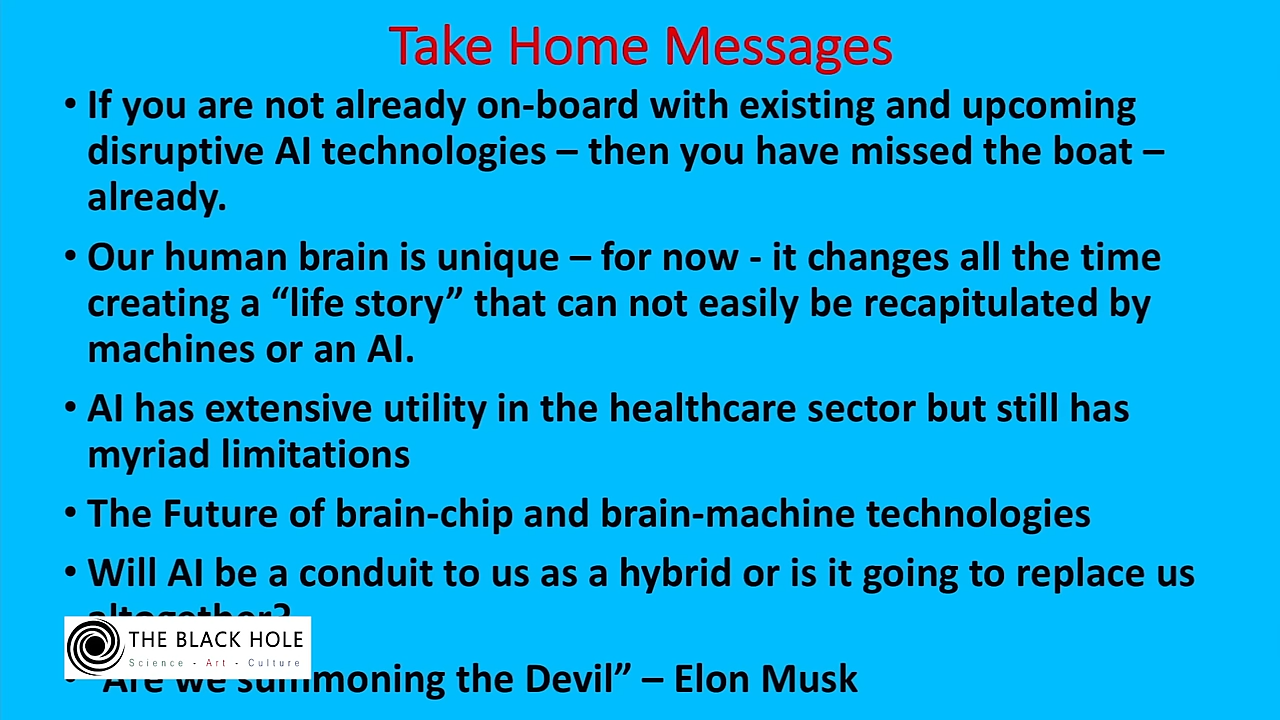 Take Home Messages
• If you are not already on-board with existing and upcoming
disruptive AI technologies – then you have missed the boat –
already.
• Our human brain is unique – for now - it changes all the time
creating a “life story” that can not easily be recapitulated by
machines or an AI.
• AI has extensive utility in the healthcare sector but still has
myriad limitations
• The Future of brain-chip and brain-machine technologies
• Will AI be a conduit to us as a hybrid or is it going to replace us
altogether?
THE BLACK HOLE
Science - Art - Culture
• “Are we summoning the Devil” – Elon Musk